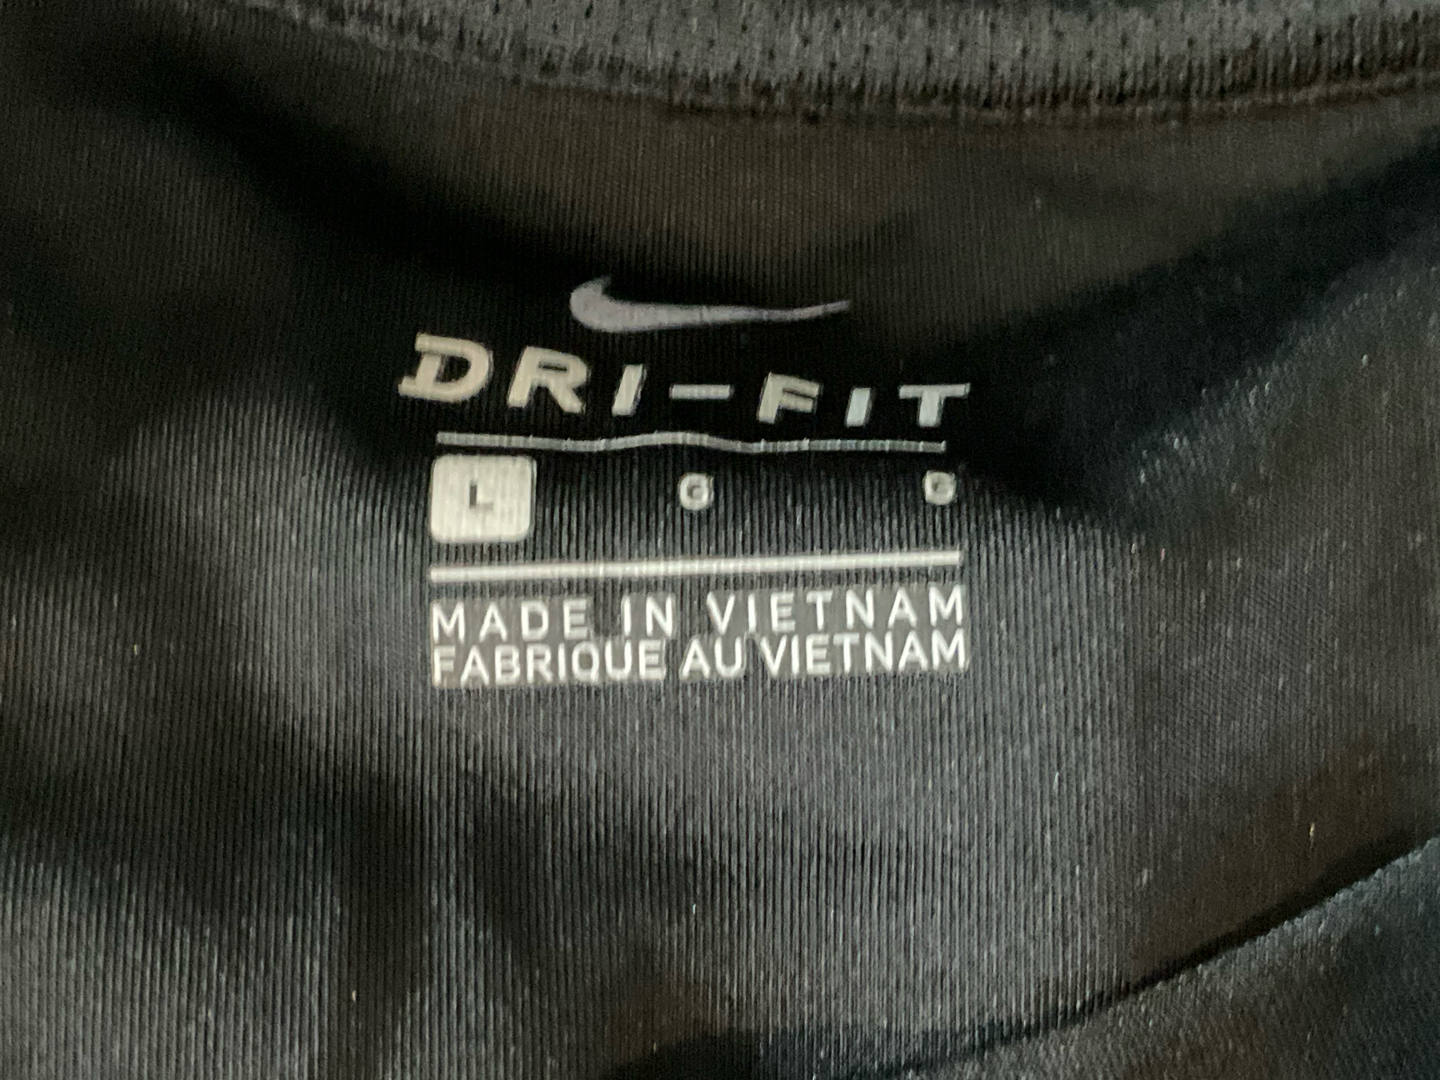 DRI-FIT
L G G
MADE IN VIETNAM
FABRIQUE AU VIETNAM